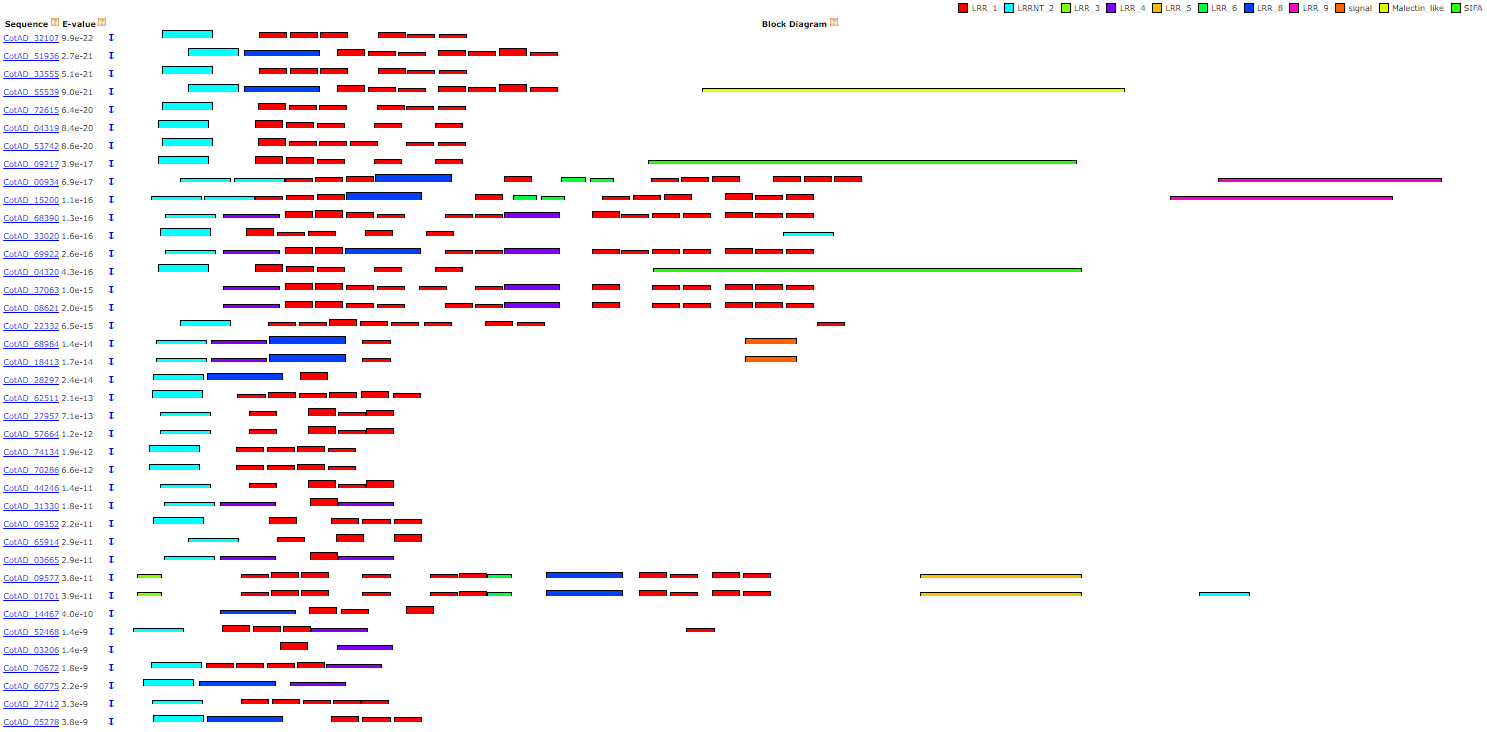 LRR_1 LRRNT_2 LRR_3 LRR_4 LRR_5 LRR_6 LRR_8 LRR_9 signal Malectin_like SIFA
Sequence ? E-value ? Block Diagram ?
CotAD_32107 9.9e-22
CotAD_51936 2.7e-21
CotAD_33555 5.1e-21
CotAD_55539 9.0e-21
CotAD_72615 6.4e-20
CotAD_04319 8.4e-20
CotAD_53742 8.6e-20
CotAD_09217 3.9e-17
CotAD_00934 6.9e-17
CotAD_15200 1.1e-16
CotAD_68390 1.3e-16
CotAD_33020 1.6e-16
CotAD_69922 2.6e-16
CotAD_04320 4.3e-16
CotAD_37063 1.0e-15
CotAD_08621 2.0e-15
CotAD_22332 6.5e-15
CotAD_68984 1.4e-14
CotAD_18413 1.7e-14
CotAD_28297 2.4e-14
CotAD_62511 2.1e-13
CotAD_27957 7.1e-13
CotAD_57664 1.2e-12
CotAD_74134 1.9e-12
CotAD_70286 6.6e-12
CotAD_44246 1.4e-11
CotAD_31330 1.8e-11
CotAD_09352 2.2e-11
CotAD_65914 2.9e-11
CotAD_03665 2.9e-11
CotAD_09577 3.8e-11
CotAD_01701 3.9e-11
CotAD_14467 4.0e-10
CotAD_52468 1.4e-9
CotAD_03206 1.4e-9
CotAD_70672 1.8e-9
CotAD_60775 2.2e-9
CotAD_27412 3.3e-9
CotAD_05278 3.8e-9